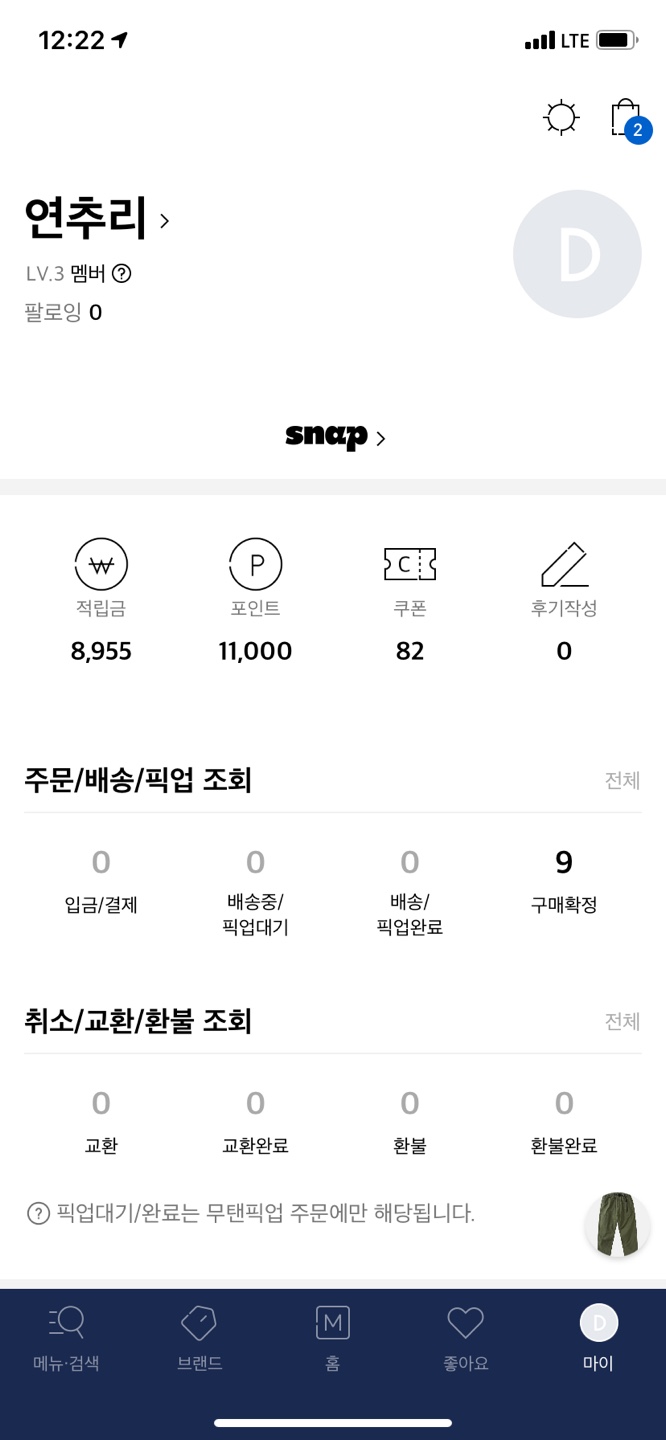 12:22 LTE
2
연추리
D
LV.3 멤버 ?
팔로잉 0
snap
₩ P C
적립금 포인트 쿠폰 후기작성
8,955 11,000 82 0
주문/배송/픽업 조회 전체
0 0 0 9
입금/결제 배송중/ 배송/ 구매확정
픽업대기 픽업완료
취소/교환/환불 조회 전체
0 0 0 0
교환 교환완료 환불 환불완료
? 픽업대기/완료는 무탠픽업 주문에만 해당됩니다.
M D
메뉴·검색 브랜드 홈 좋아요 마이